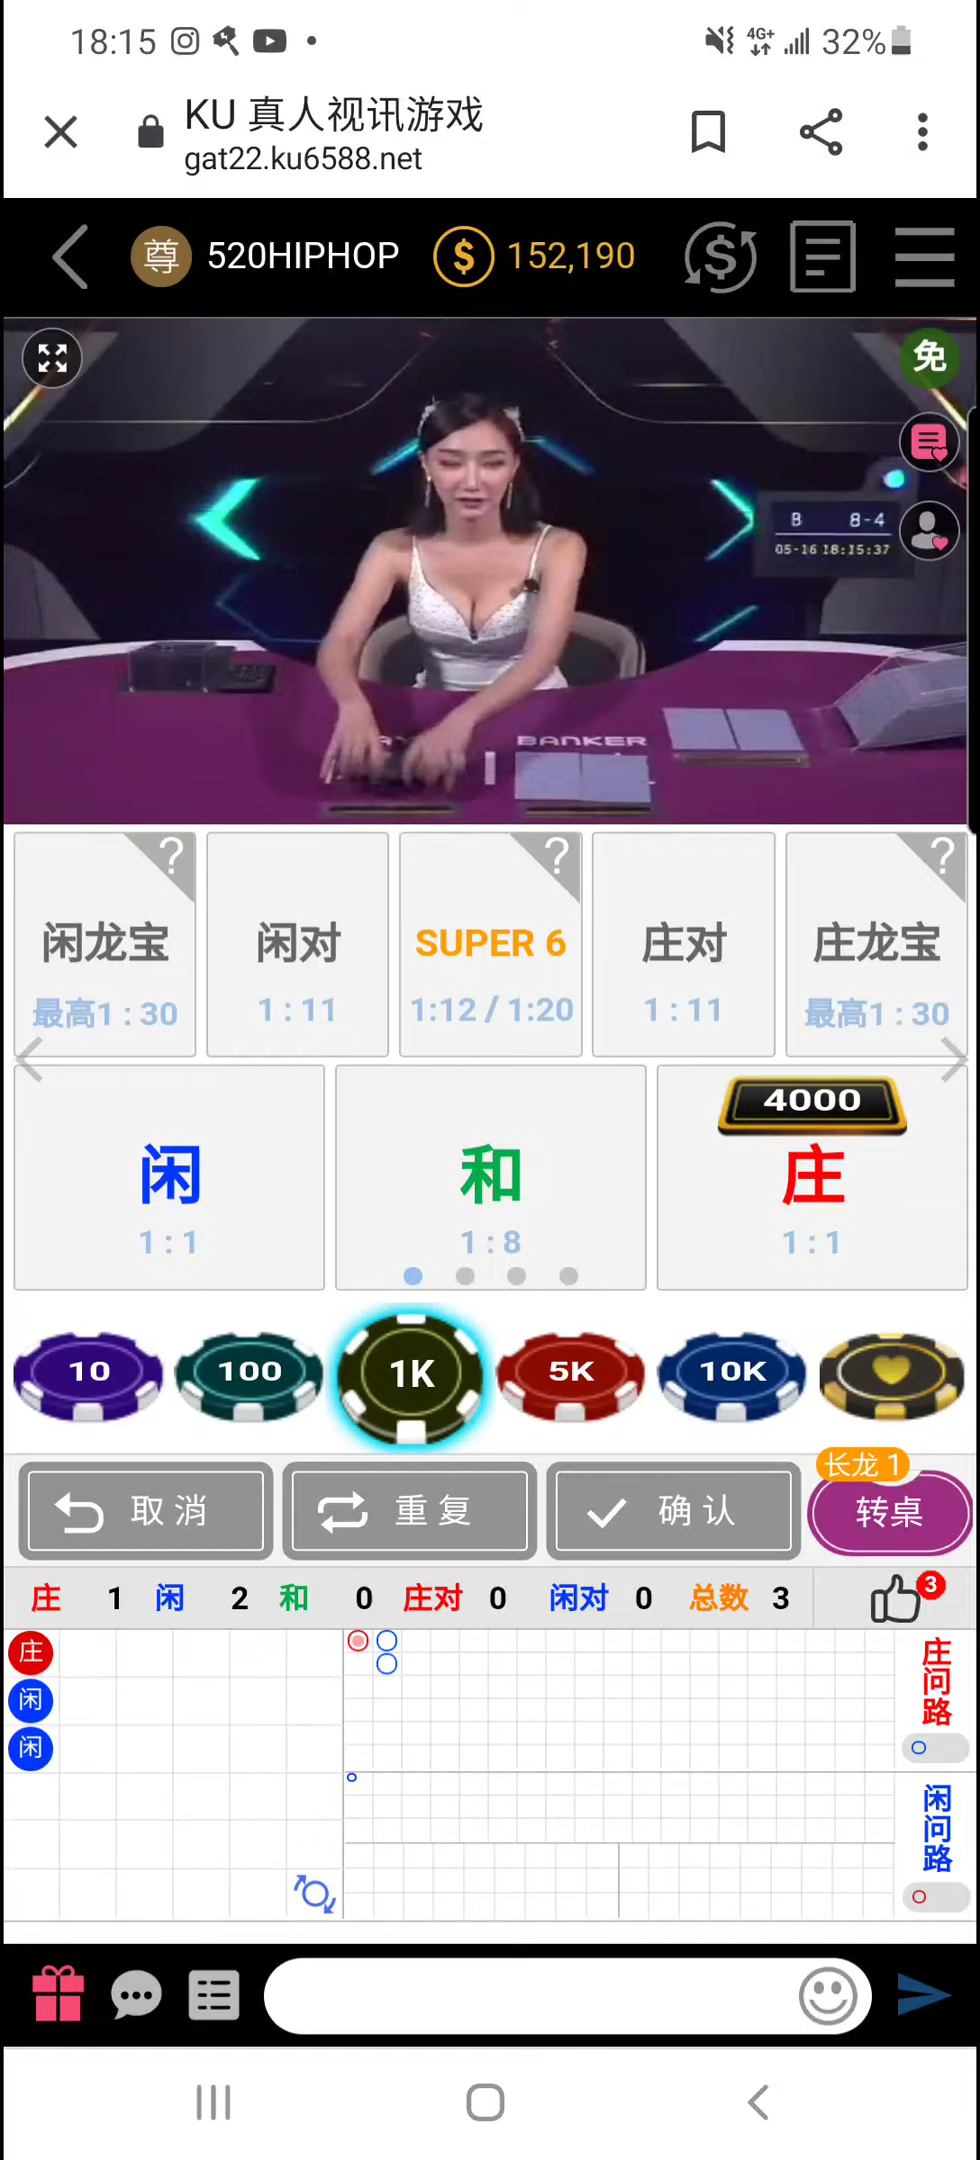 18:15
4G+
32%
KU 真人视讯游戏
gat22.ku6588.net
尊 520HIPHOP $ 152,190
免
B 8-4
05-16 18:15:37
BANKER
闲龙宝
最高1 : 30
闲对
1 : 11
SUPER 6
1:12 / 1:20
庄对
1 : 11
庄龙宝
最高1 : 30
闲
1 : 1
和
1 : 8
4000
庄
1 : 1
10
100
1K
5K
10K
取消
重复
确认
长龙 1
转桌
庄 1 闲 2 和 0 庄对 0 闲对 0 总数 3
3
庄
闲
闲
庄问路
闲问路